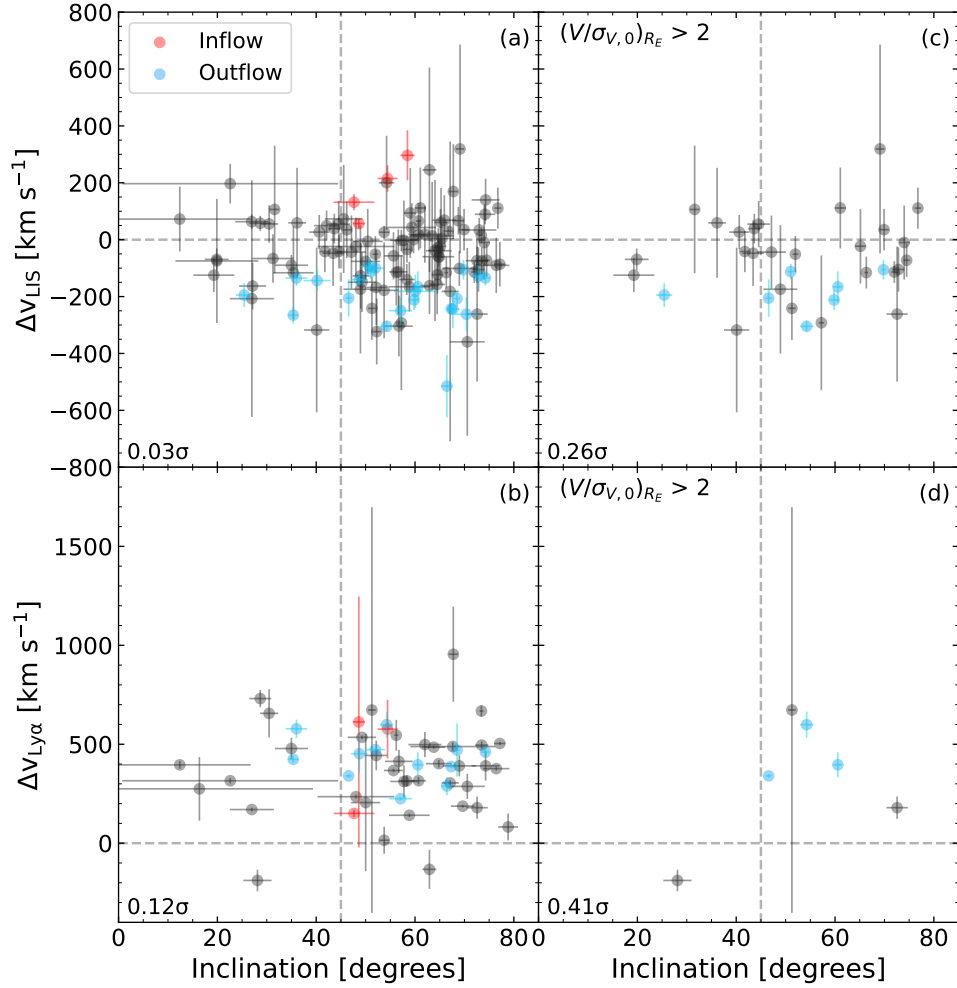 Inflow
Outflow
(a)
800
600
400
200
0
−200
−400
−600
−800
Δv_LIS [km s⁻¹]
0.03σ
(V/σ_V,0)_R_E > 2
(c)
0.26σ
(b)
1500
1000
500
0
Δv_Lyα [km s⁻¹]
0.12σ
0 20 40 60 80
Inclination [degrees]
(V/σ_V,0)_R_E > 2
(d)
0.41σ
0 20 40 60 80
Inclination [degrees]